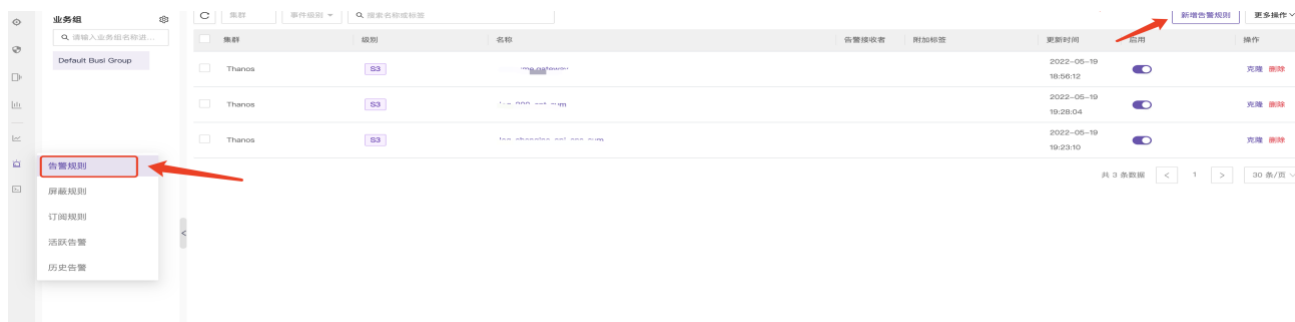 业务组
请输入业务组名称进...
Default Busi Group
集群
事件级别
搜索名称或标签
新增告警规则
更多操作
集群 级别 名称 告警接收者 附加标签 更新时间 启用 操作
Thanos S3 2022-05-19 18:56:12 克隆 删除
Thanos S3 2022-05-19 19:28:04 克隆 删除
Thanos S3 2022-05-19 19:23:10 克隆 删除
共 3 条数据 < 1 > 30 条/页
告警规则
屏蔽规则
订阅规则
活跃告警
历史告警